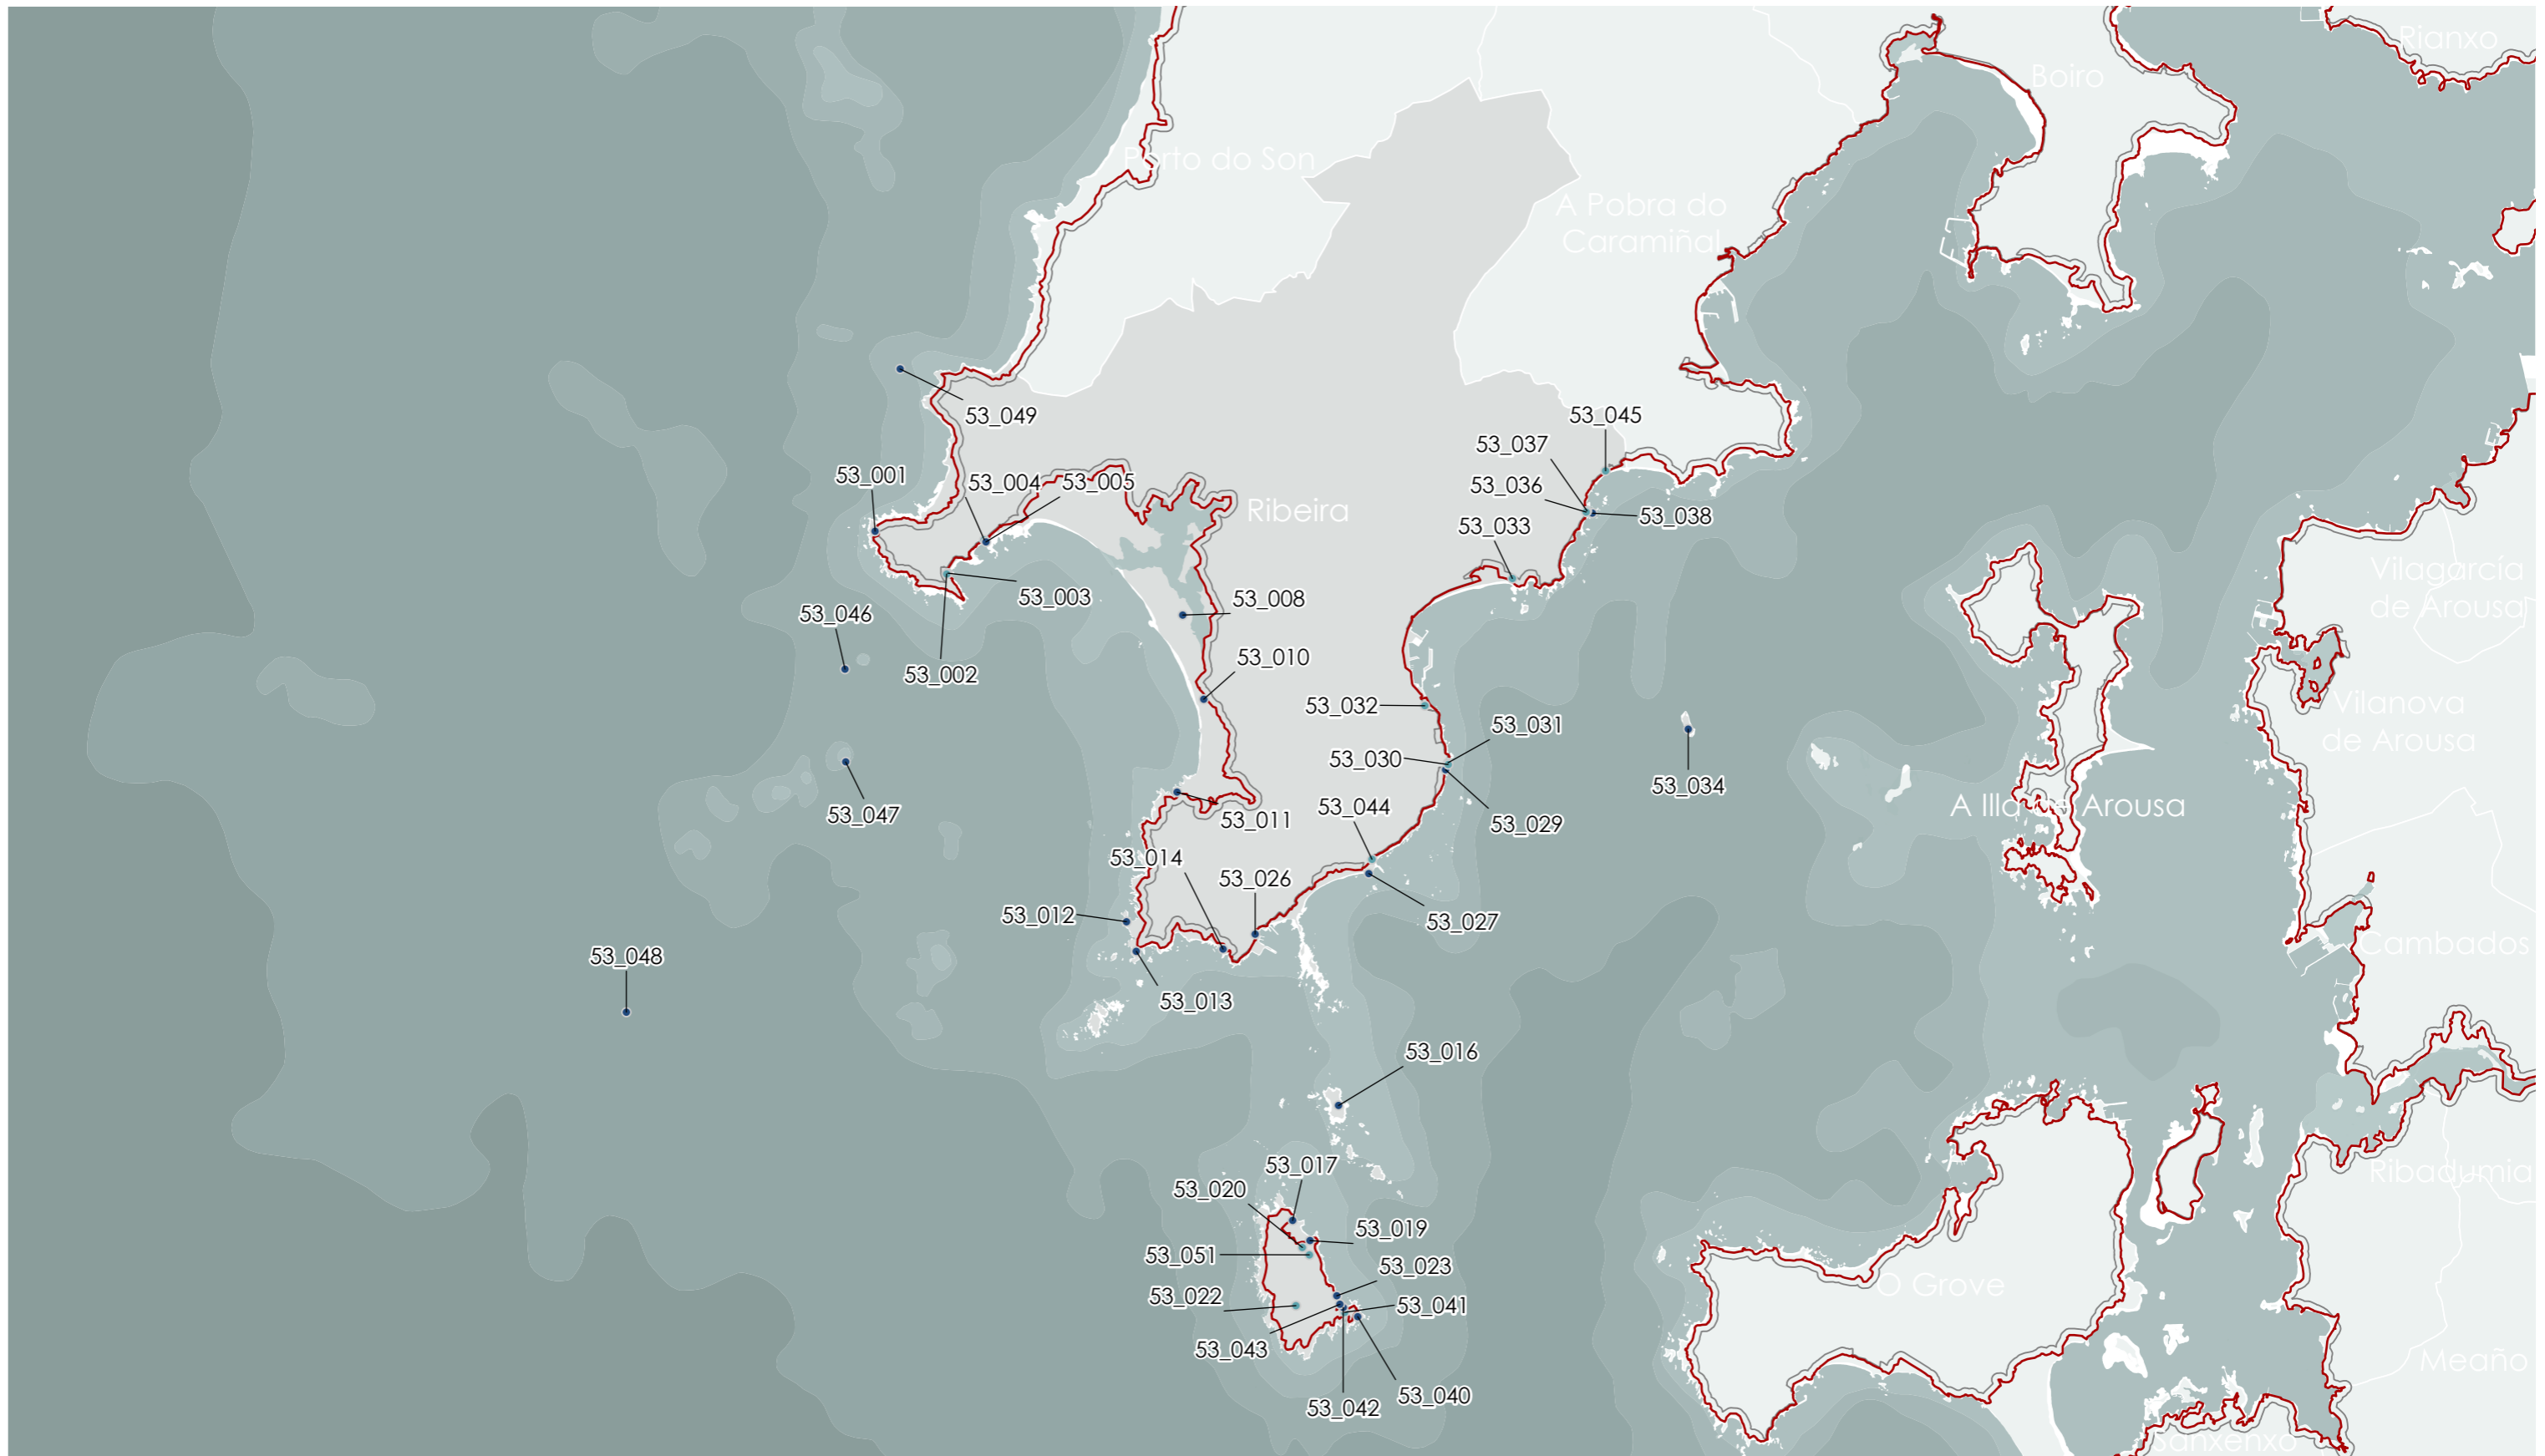 Rianxo
Boiro
Porto do Son
A Pobra do
Caramiñal
53_049
53_045
53_037
53_001
53_004
53_005
53_036
Ribeira
53_038
53_033
Vilagarcía
de Arousa
53_003
53_008
53_046
53_010
53_002
53_032
Vilanova
de Arousa
53_031
53_030
53_034
53_047
53_011
53_044
A Illa de Arousa
53_029
53_014
53_026
53_012
53_027
Cambados
53_048
53_013
53_016
53_017
53_020
Ribadumia
53_019
53_051
53_023
O Grove
53_022
53_041
53_043
Meaño
53_040
53_042
Sanxenxo